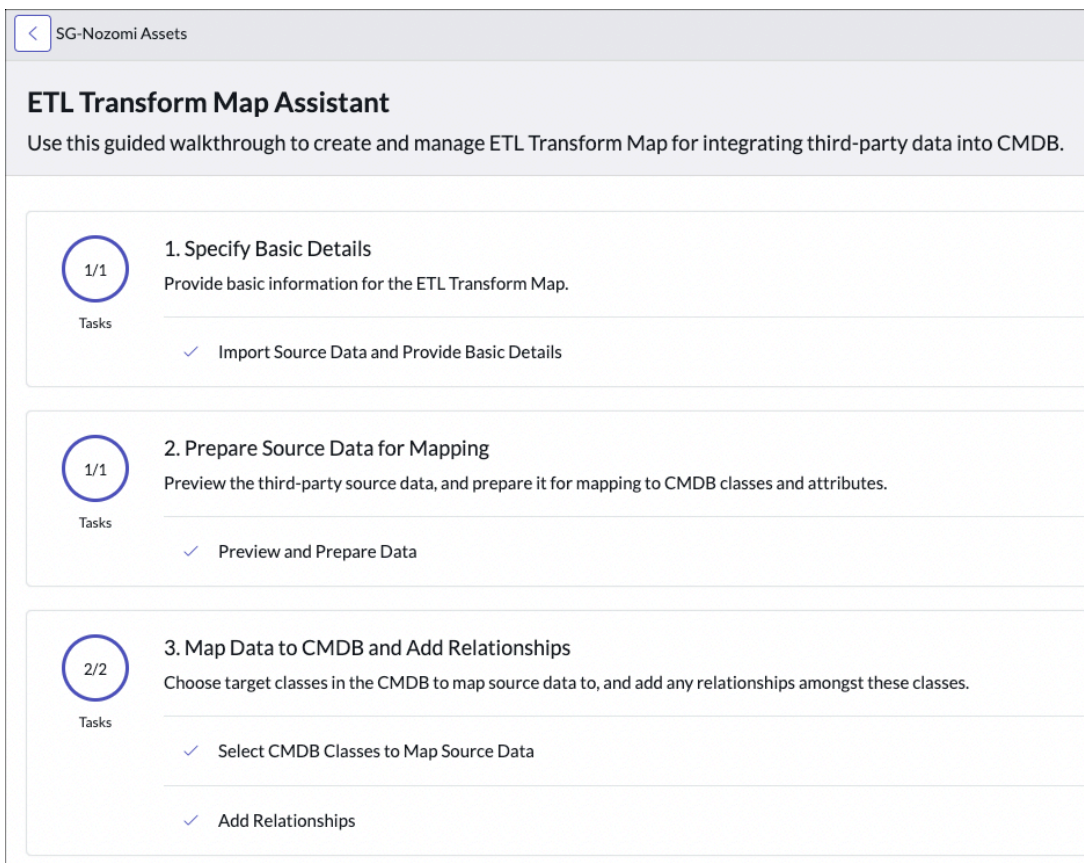 SG-Nozomi Assets
ETL Transform Map Assistant
Use this guided walkthrough to create and manage ETL Transform Map for integrating third-party data into CMDB.
1/1
Tasks
1. Specify Basic Details
Provide basic information for the ETL Transform Map.
Import Source Data and Provide Basic Details
1/1
Tasks
2. Prepare Source Data for Mapping
Preview the third-party source data, and prepare it for mapping to CMDB classes and attributes.
Preview and Prepare Data
2/2
Tasks
3. Map Data to CMDB and Add Relationships
Choose target classes in the CMDB to map source data to, and add any relationships amongst these classes.
Select CMDB Classes to Map Source Data
Add Relationships